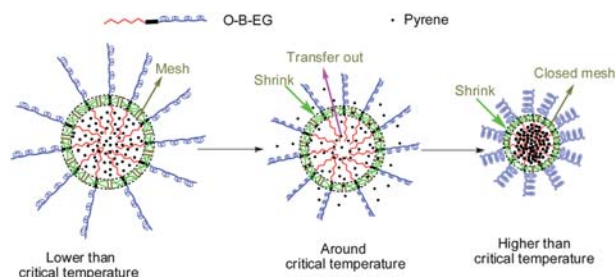 O-B-EG
Pyrene
Mesh
Transfer out
Shrink
Shrink
Closed mesh
Lower than
critical temperature
Around
critical temperature
Higher than
critical temperature